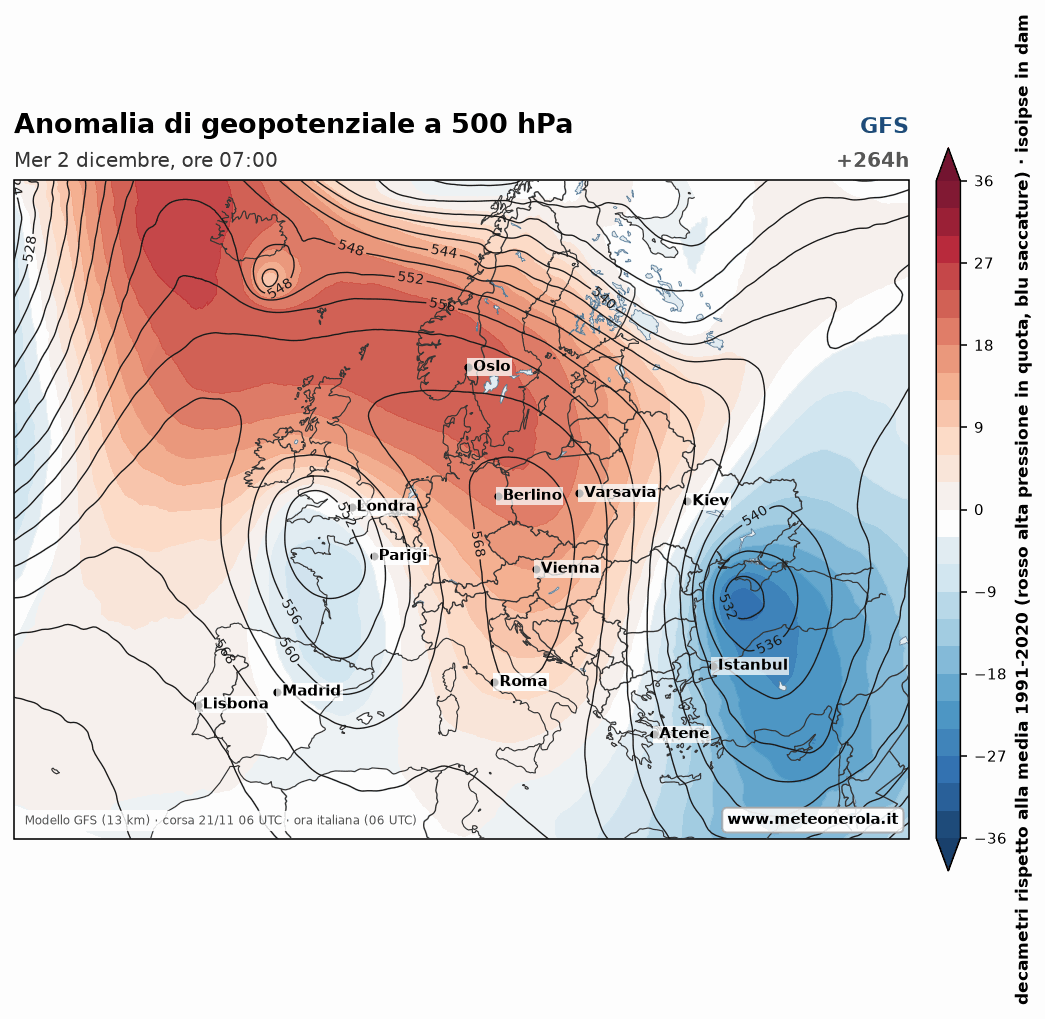 Anomalia di geopotenziale a 500 hPa
GFS
Mer 2 dicembre, ore 07:00
+264h
528
548
544
552
556
548
540
Oslo
Berlino
Varsavia
Kiev
Londra
Parigi
Vienna
568
540
532
536
556
560
568
Istanbul
Roma
Madrid
Lisbona
Atene
Modello GFS (13 km) · corsa 21/11 06 UTC · ora italiana (06 UTC)
www.meteonerola.it
36
27
18
9
0
−9
−18
−27
−36
decametri rispetto alla media 1991-2020 (rosso alta pressione in quota, blu saccature) · isoipse in dam